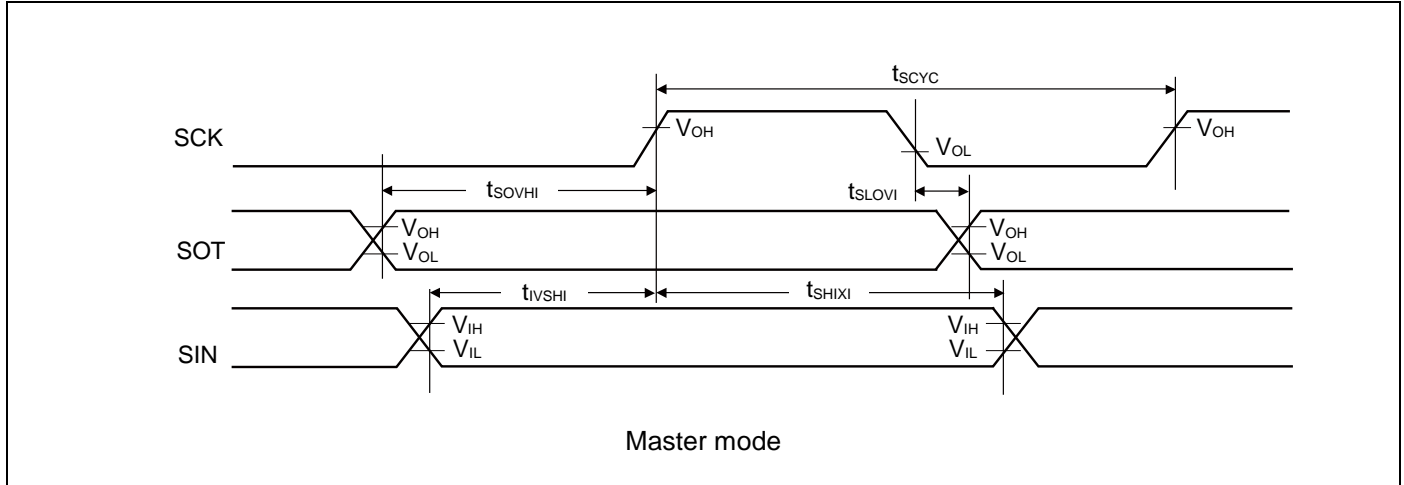 tSCYC
SCK
VOH
VOL
VOH
tSOVHI
tSLOVI
SOT
VOH
VOL
VOH
VOL
tIVSHI
tSHIXI
SIN
VIH
VIL
VIH
VIL
Master mode